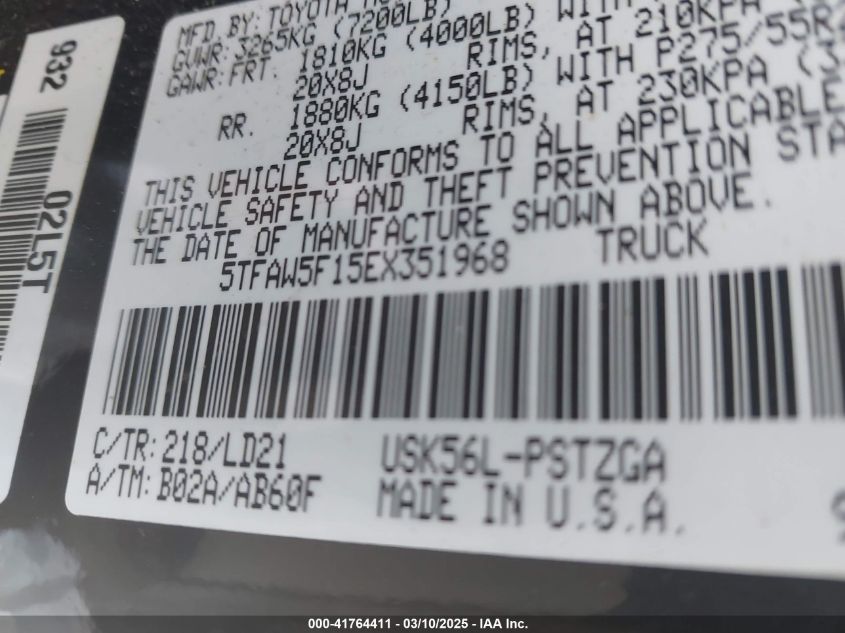 MFD. BY: TOYOTA
GVWR: 3265KG (7200LB)
GAWR: FRT. 1810KG (4000LB) WITH
20X8J RIMS, AT 210KPA
RR. 1880KG (4150LB) WITH P275/55R
20X8J RIMS, AT 230KPA
THIS VEHICLE CONFORMS TO ALL APPLICABLE
VEHICLE SAFETY AND THEFT PREVENTION STA
THE DATE OF MANUFACTURE SHOWN ABOVE.
5TFAW5F15EX351968 TRUCK
C/TR: 218/LD21 USK56L-PSTZGA
A/TM: B02A/AB60F MADE IN U.S.A.
932 02L5T
000-41764411 - 03/10/2025 - IAA Inc.